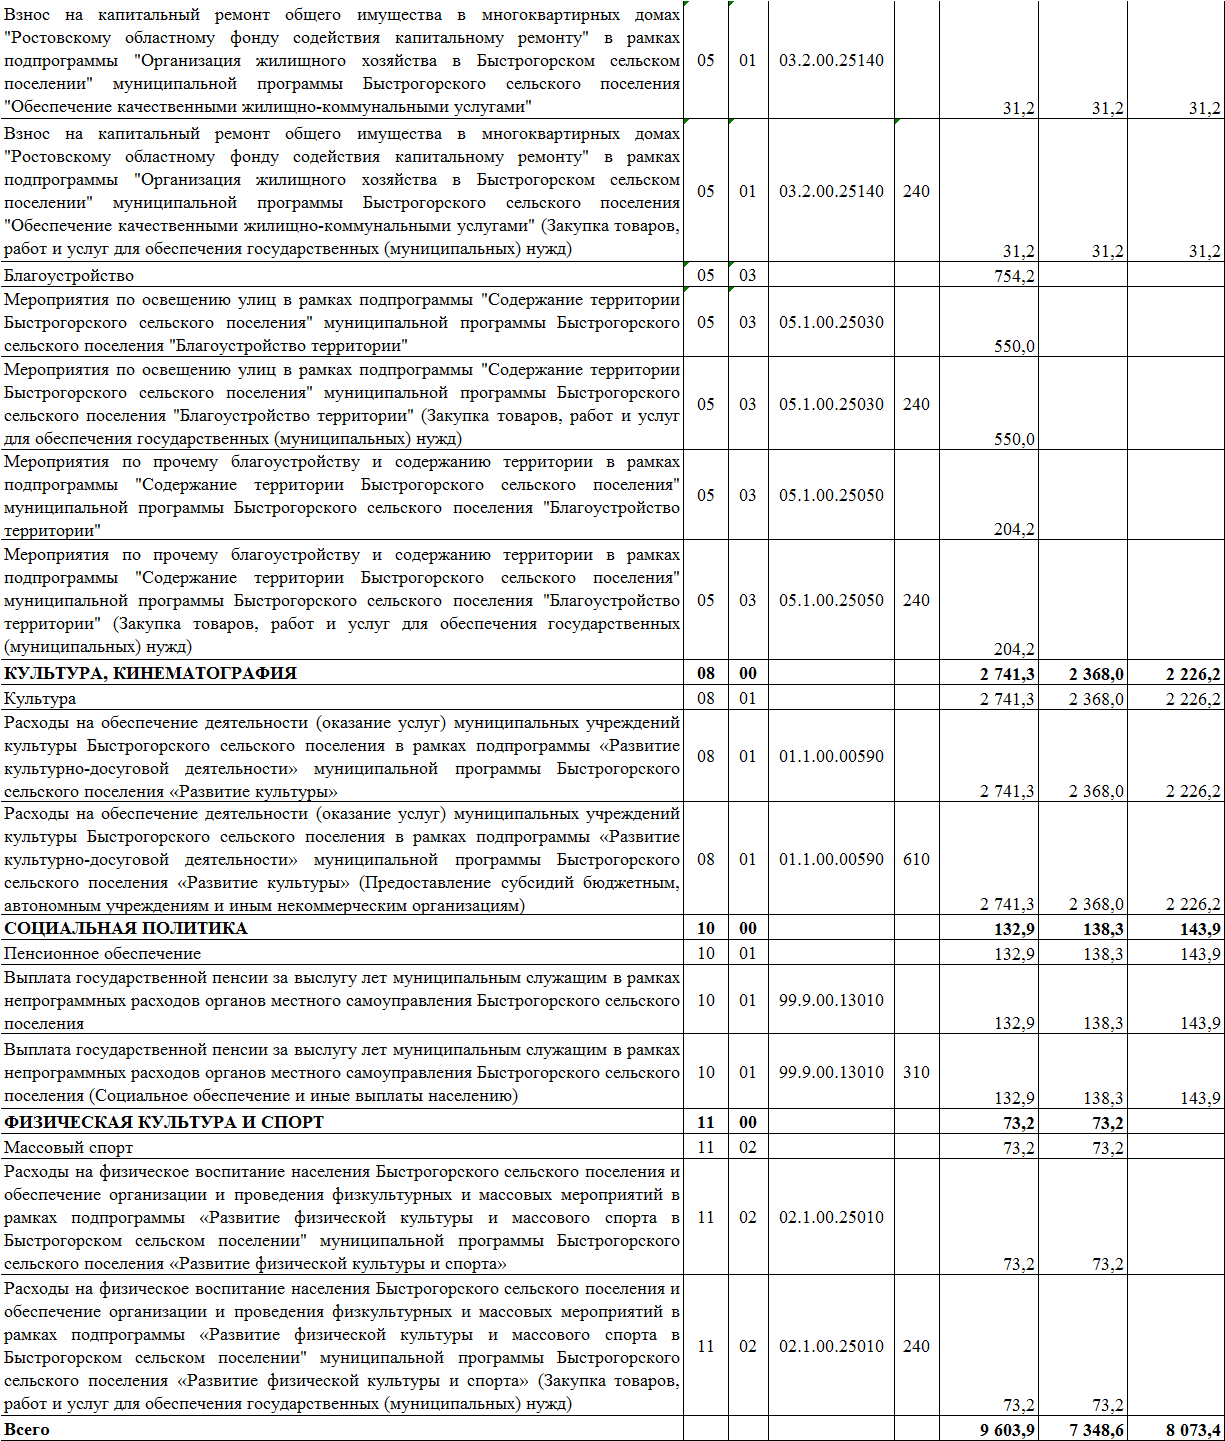 Взнос на капитальный ремонт общего имущества в многоквартирных домах
"Ростовскому областному фонду содействия капитальному ремонту" в рамках
подпрограммы "Организация жилищного хозяйства в Быстрогорском сельском
поселении" муниципальной программы Быстрогорского сельского поселения
"Обеспечение качественными жилищно-коммунальными услугами" 05 01 03.2.00.25140 31,2 31,2 31,2
Взнос на капитальный ремонт общего имущества в многоквартирных домах
"Ростовскому областному фонду содействия капитальному ремонту" в рамках
подпрограммы "Организация жилищного хозяйства в Быстрогорском сельском
поселении" муниципальной программы Быстрогорского сельского поселения
"Обеспечение качественными жилищно-коммунальными услугами" (Закупка товаров,
работ и услуг для обеспечения государственных (муниципальных) нужд) 05 01 03.2.00.25140 240 31,2 31,2 31,2
Благоустройство 05 03 754,2
Мероприятия по освещению улиц в рамках подпрограммы "Содержание территории
Быстрогорского сельского поселения" муниципальной программы Быстрогорского
сельского поселения "Благоустройство территории" 05 03 05.1.00.25030 550,0
Мероприятия по освещению улиц в рамках подпрограммы "Содержание территории
Быстрогорского сельского поселения" муниципальной программы Быстрогорского
сельского поселения "Благоустройство территории" (Закупка товаров, работ и услуг
для обеспечения государственных (муниципальных) нужд) 05 03 05.1.00.25030 240 550,0
Мероприятия по прочему благоустройству и содержанию территории в рамках
подпрограммы "Содержание территории Быстрогорского сельского поселения"
муниципальной программы Быстрогорского сельского поселения "Благоустройство
территории" 05 03 05.1.00.25050 204,2
Мероприятия по прочему благоустройству и содержанию территории в рамках
подпрограммы "Содержание территории Быстрогорского сельского поселения"
муниципальной программы Быстрогорского сельского поселения "Благоустройство
территории" (Закупка товаров, работ и услуг для обеспечения государственных
(муниципальных) нужд) 05 03 05.1.00.25050 240 204,2
КУЛЬТУРА, КИНЕМАТОГРАФИЯ 08 00 2 741,3 2 368,0 2 226,2
Культура 08 01 2 741,3 2 368,0 2 226,2
Расходы на обеспечение деятельности (оказание услуг) муниципальных учреждений
культуры Быстрогорского сельского поселения в рамках подпрограммы «Развитие
культурно-досуговой деятельности» муниципальной программы Быстрогорского
сельского поселения «Развитие культуры» 08 01 01.1.00.00590 2 741,3 2 368,0 2 226,2
Расходы на обеспечение деятельности (оказание услуг) муниципальных учреждений
культуры Быстрогорского сельского поселения в рамках подпрограммы «Развитие
культурно-досуговой деятельности» муниципальной программы Быстрогорского
сельского поселения «Развитие культуры» (Предоставление субсидий бюджетным,
автономным учреждениям и иным некоммерческим организациям) 08 01 01.1.00.00590 610 2 741,3 2 368,0 2 226,2
СОЦИАЛЬНАЯ ПОЛИТИКА 10 00 132,9 138,3 143,9
Пенсионное обеспечение 10 01 132,9 138,3 143,9
Выплата государственной пенсии за выслугу лет муниципальным служащим в рамках
непрограммных расходов органов местного самоуправления Быстрогорского сельского
поселения 10 01 99.9.00.13010 132,9 138,3 143,9
Выплата государственной пенсии за выслугу лет муниципальным служащим в рамках
непрограммных расходов органов местного самоуправления Быстрогорского сельского
поселения (Социальное обеспечение и иные выплаты населению) 10 01 99.9.00.13010 310 132,9 138,3 143,9
ФИЗИЧЕСКАЯ КУЛЬТУРА И СПОРТ 11 00 73,2 73,2
Массовый спорт 11 02 73,2 73,2
Расходы на физическое воспитание населения Быстрогорского сельского поселения и
обеспечение организации и проведения физкультурных и массовых мероприятий в
рамках подпрограммы «Развитие физической культуры и массового спорта в
Быстрогорском сельском поселении" муниципальной программы Быстрогорского
сельского поселения «Развитие физической культуры и спорта» 11 02 02.1.00.25010 73,2 73,2
Расходы на физическое воспитание населения Быстрогорского сельского поселения и
обеспечение организации и проведения физкультурных и массовых мероприятий в
рамках подпрограммы «Развитие физической культуры и массового спорта в
Быстрогорском сельском поселении" муниципальной программы Быстрогорского
сельского поселения «Развитие физической культуры и спорта» (Закупка товаров,
работ и услуг для обеспечения государственных (муниципальных) нужд) 11 02 02.1.00.25010 240 73,2 73,2
Всего 9 603,9 7 348,6 8 073,4